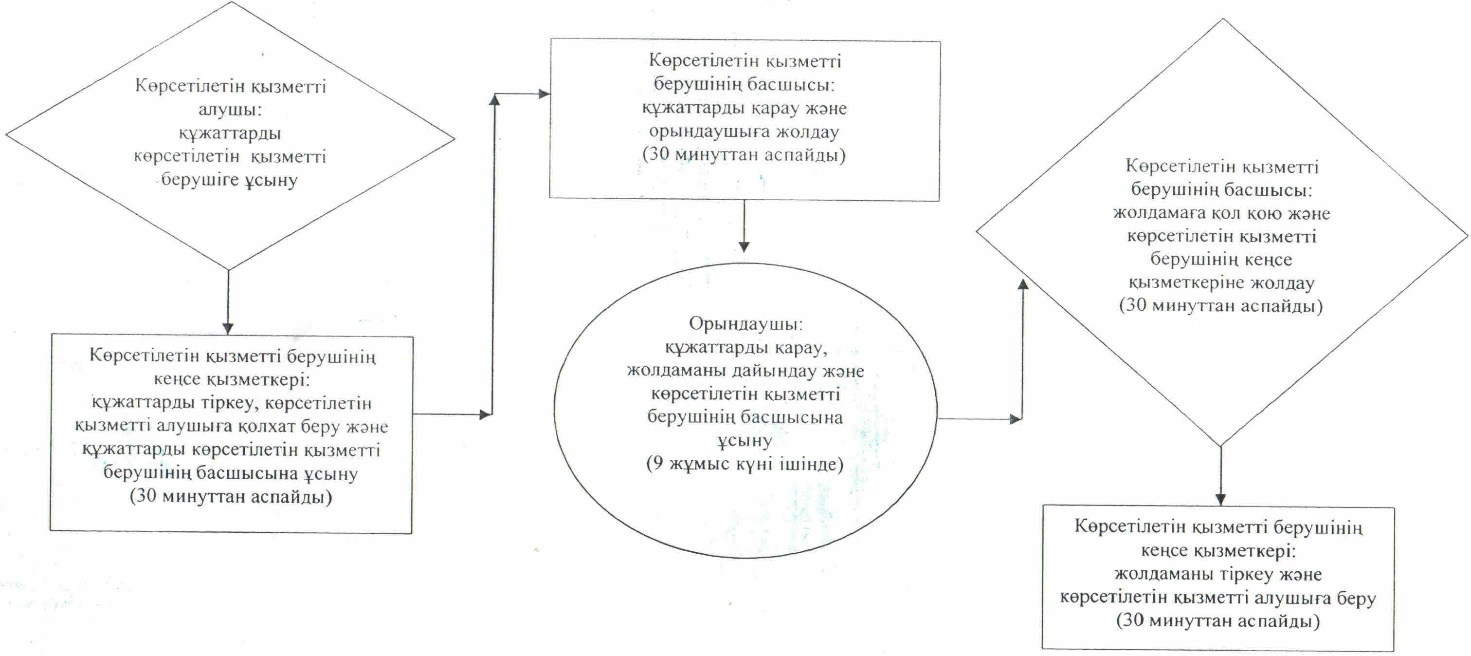 Көрсетілетін қызметті
алушы:
құжаттарды
көрсетілетін қызметті
берушіге ұсыну
Көрсетілетін қызметті берушінің
кеңсе қызметкері:
құжаттарды тіркеу, көрсетілетін
қызметті алушыға қолхат беру және
құжаттарды көрсетілетін қызметті
берушінің басшысына ұсыну
(30 минуттан аспайды)
Көрсетілетін қызметті
берушінің басшысы:
құжаттарды қарау және
орындаушыға жолдау
(30 минуттан аспайды)
Орындаушы:
құжаттарды қарау,
жолдаманы дайындау және
көрсетілетін қызметті
берушінің басшысына
ұсыну
(9 жұмыс күні ішінде)
Көрсетілетін қызметті
берушінің басшысы:
жолдамаға қол қою және
көрсетілетін қызметті
берушінің кеңсе
қызметкеріне жолдау
(30 минуттан аспайды)
Көрсетілетін қызметті берушінің
кеңсе қызметкері:
жолдаманы тіркеу және
көрсетілетін қызметті алушыға беру
(30 минуттан аспайды)